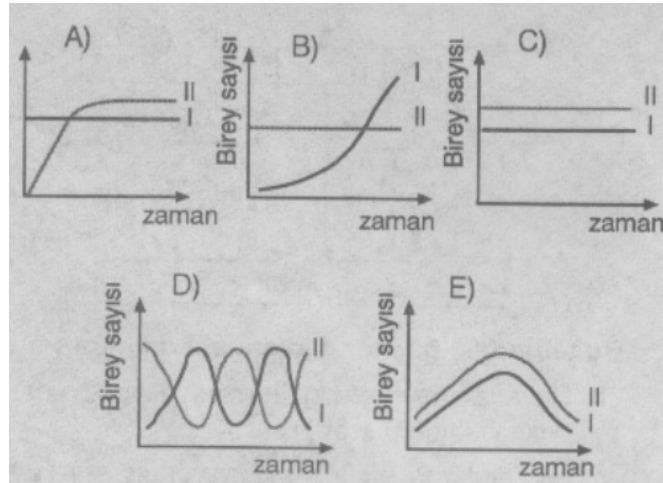 A)
II
I
zaman
B)
Birey sayısı
I
II
zaman
C)
Birey sayısı
II
I
zaman
D)
Birey sayısı
II
I
zaman
E)
Birey sayısı
II
I
zaman